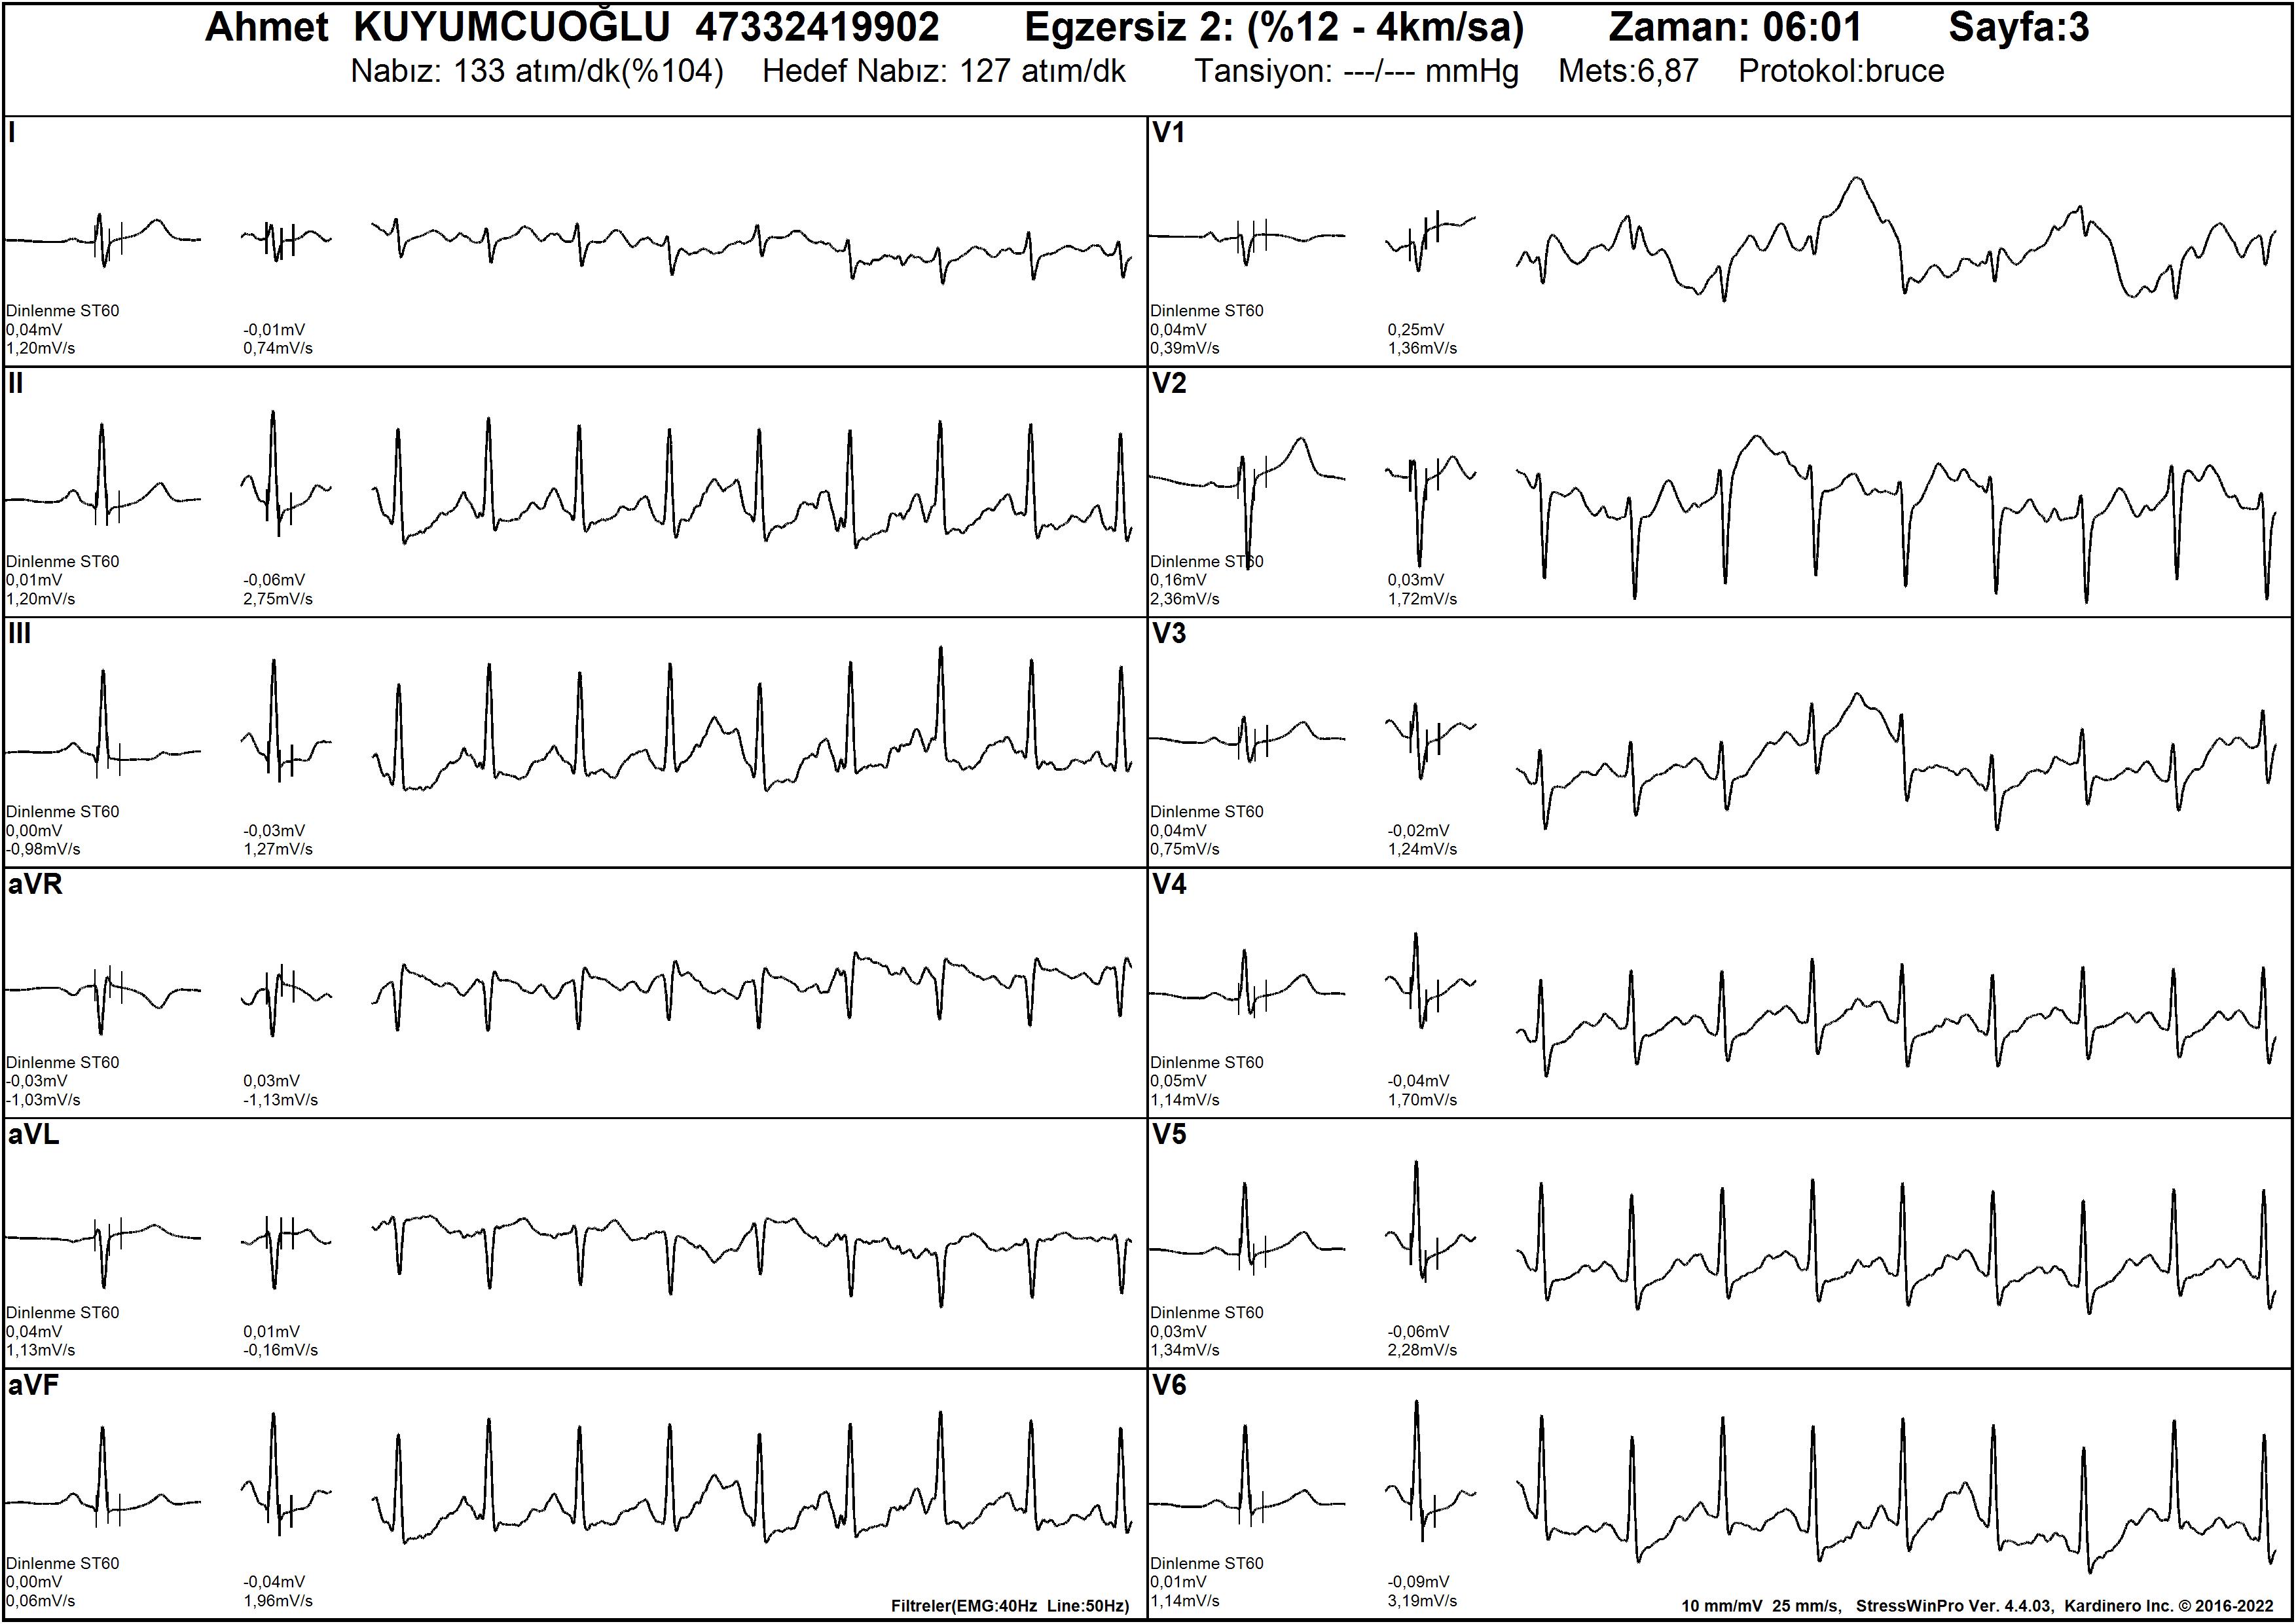 Ahmet KUYUMCUOĞLU 47332419902 Egzersiz 2: (%12 - 4km/sa) Zaman: 06:01 Sayfa:3
Nabız: 133 atım/dk(%104) Hedef Nabız: 127 atım/dk Tansiyon: ---/--- mmHg Mets:6,87 Protokol:bruce
I
Dinlenme ST60
0,04mV -0,01mV
1,20mV/s 0,74mV/s
II
Dinlenme ST60
0,01mV -0,06mV
1,20mV/s 2,75mV/s
III
Dinlenme ST60
0,00mV -0,03mV
-0,98mV/s 1,27mV/s
aVR
Dinlenme ST60
-0,03mV 0,03mV
-1,03mV/s -1,13mV/s
aVL
Dinlenme ST60
0,04mV 0,01mV
1,13mV/s -0,16mV/s
aVF
Dinlenme ST60
0,00mV -0,04mV
0,06mV/s 1,96mV/s
Filtreler(EMG:40Hz Line:50Hz)
V1
Dinlenme ST60
0,04mV 0,25mV
0,39mV/s 1,36mV/s
V2
Dinlenme ST60
0,16mV 0,03mV
2,36mV/s 1,72mV/s
V3
Dinlenme ST60
0,04mV -0,02mV
0,75mV/s 1,24mV/s
V4
Dinlenme ST60
0,05mV -0,04mV
1,14mV/s 1,70mV/s
V5
Dinlenme ST60
0,03mV -0,06mV
1,34mV/s 2,28mV/s
V6
Dinlenme ST60
0,01mV -0,09mV
1,14mV/s 3,19mV/s
10 mm/mV 25 mm/s, StressWinPro Ver. 4.4.03, Kardinero Inc. © 2016-2022